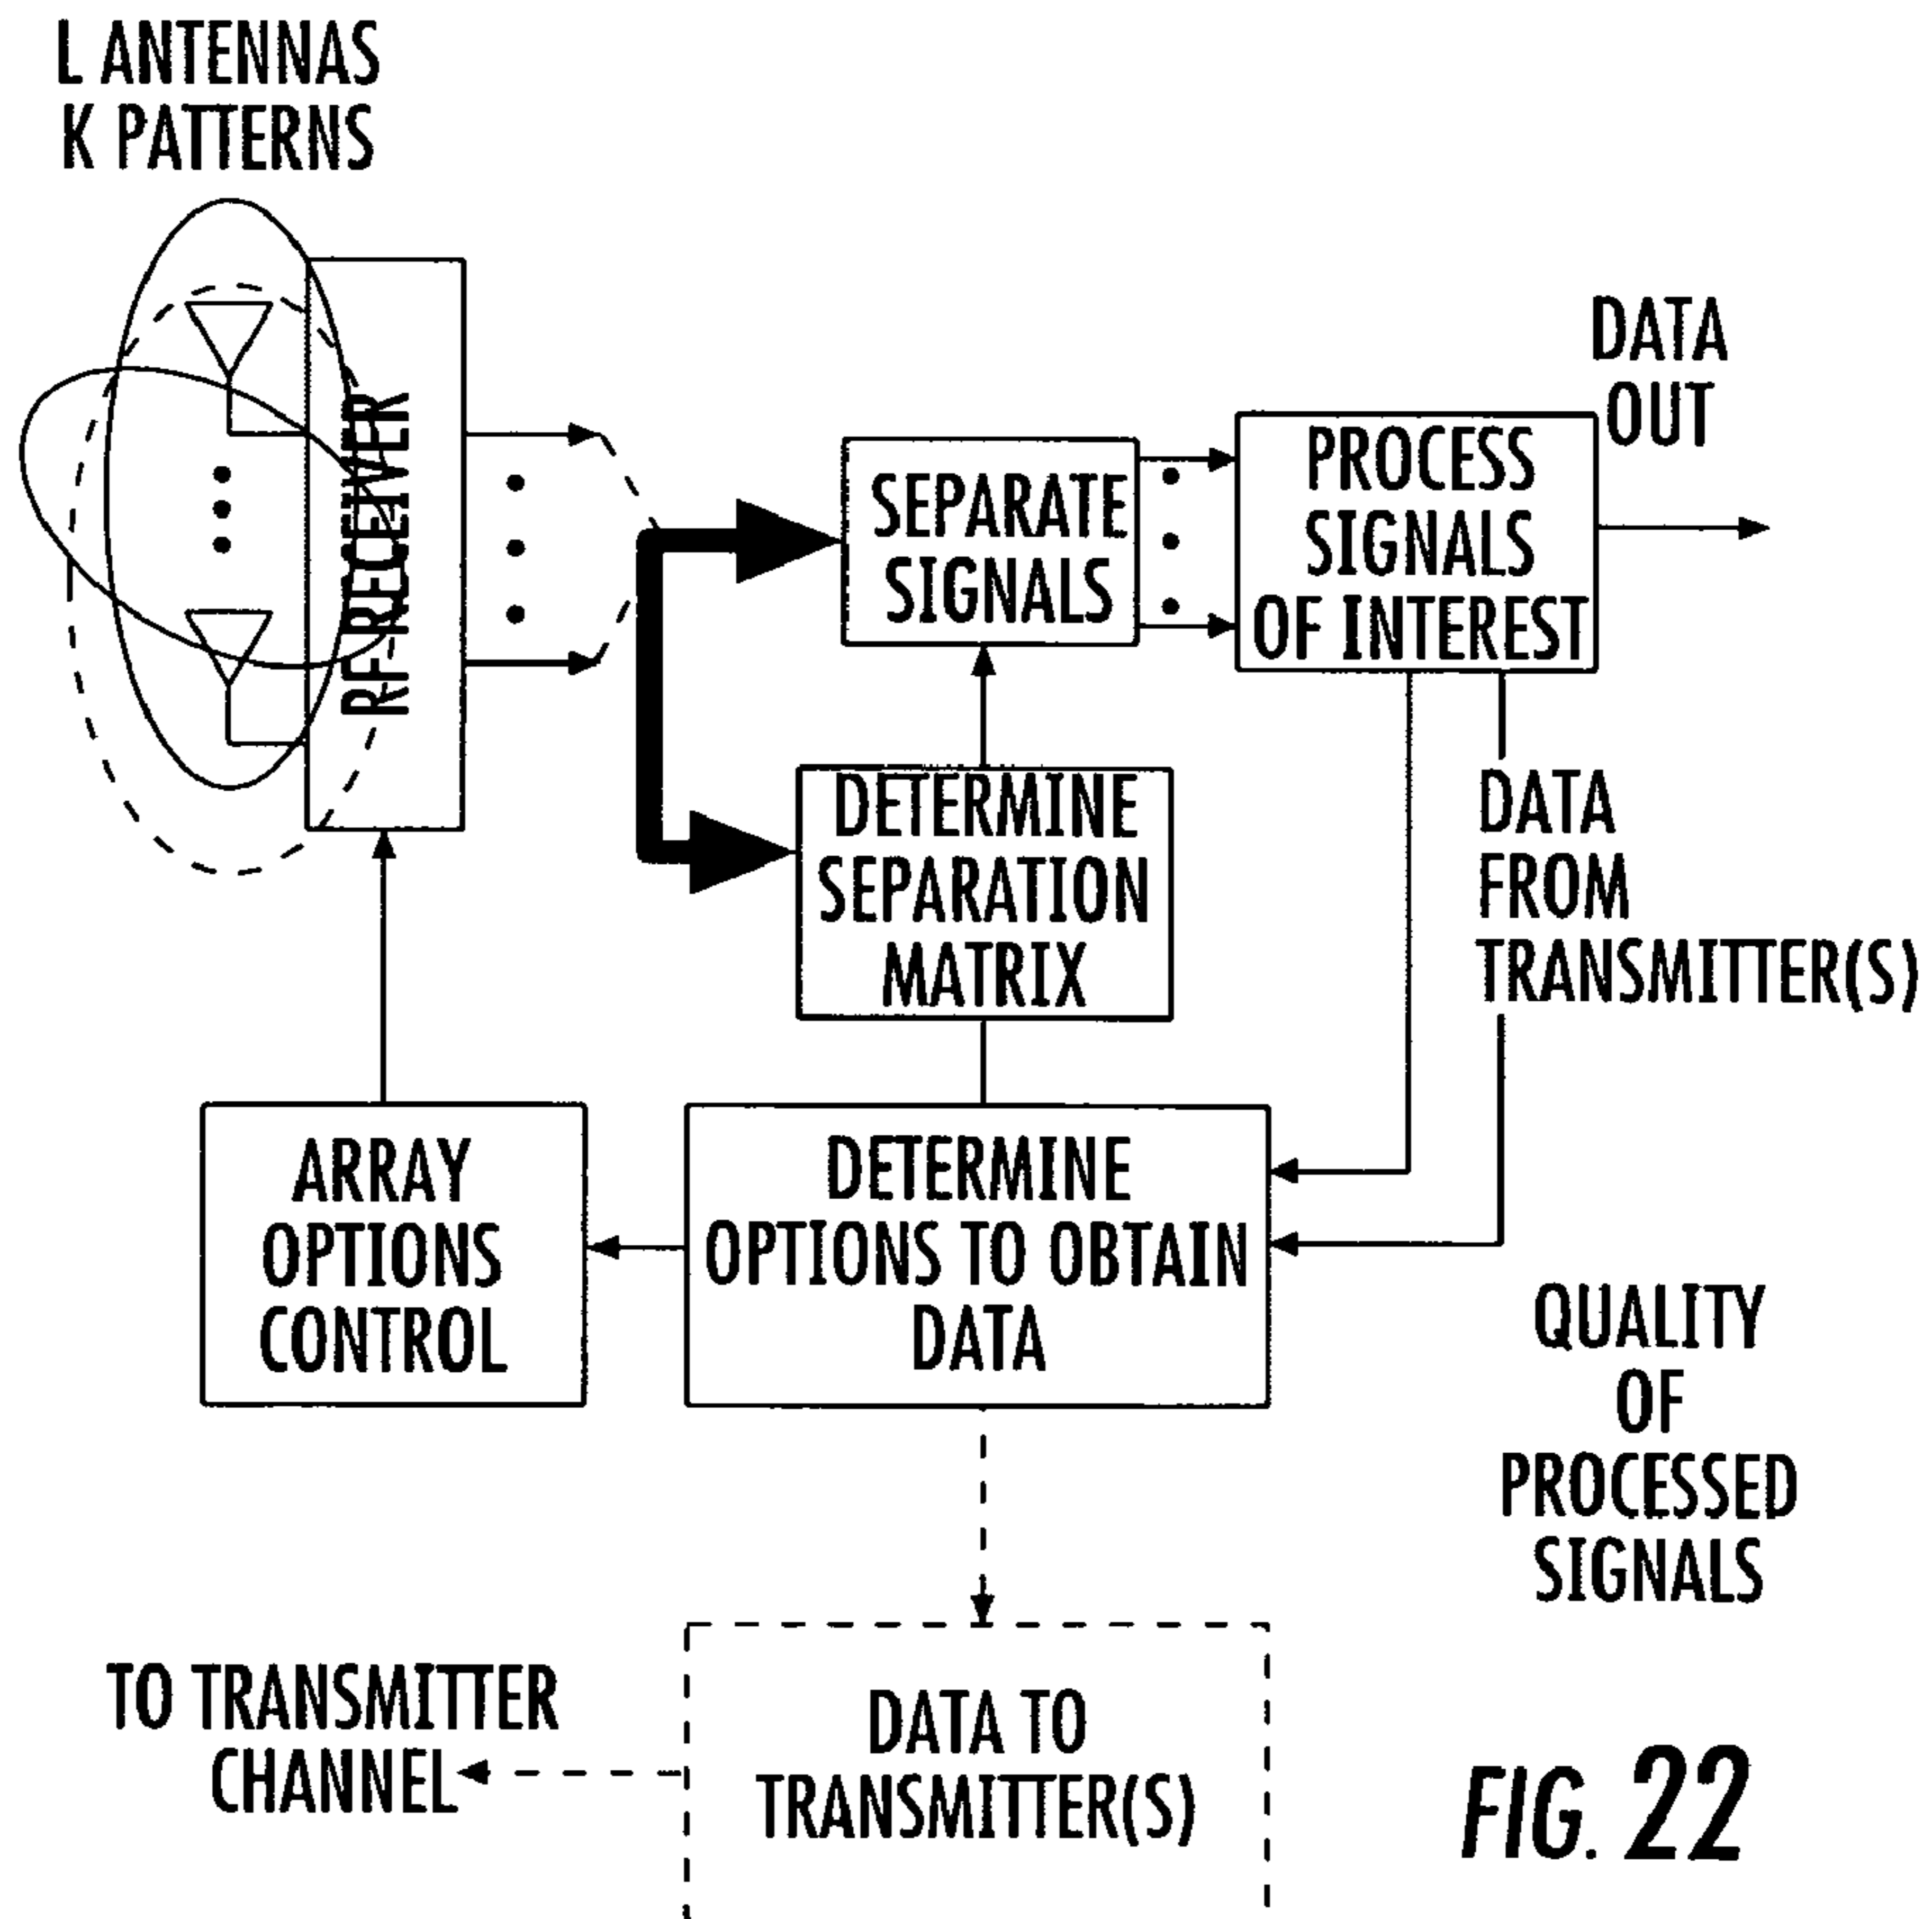 L ANTENNAS
K PATTERNS
RF RECEIVER
SEPARATE
SIGNALS
PROCESS
SIGNALS
OF INTEREST
DATA
OUT
DETERMINE
SEPARATION
MATRIX
DATA
FROM
TRANSMITTER(S)
ARRAY
OPTIONS
CONTROL
DETERMINE
OPTIONS TO OBTAIN
DATA
QUALITY
OF
PROCESSED
SIGNALS
TO TRANSMITTER
CHANNEL
DATA TO
TRANSMITTER(S)
FIG. 22